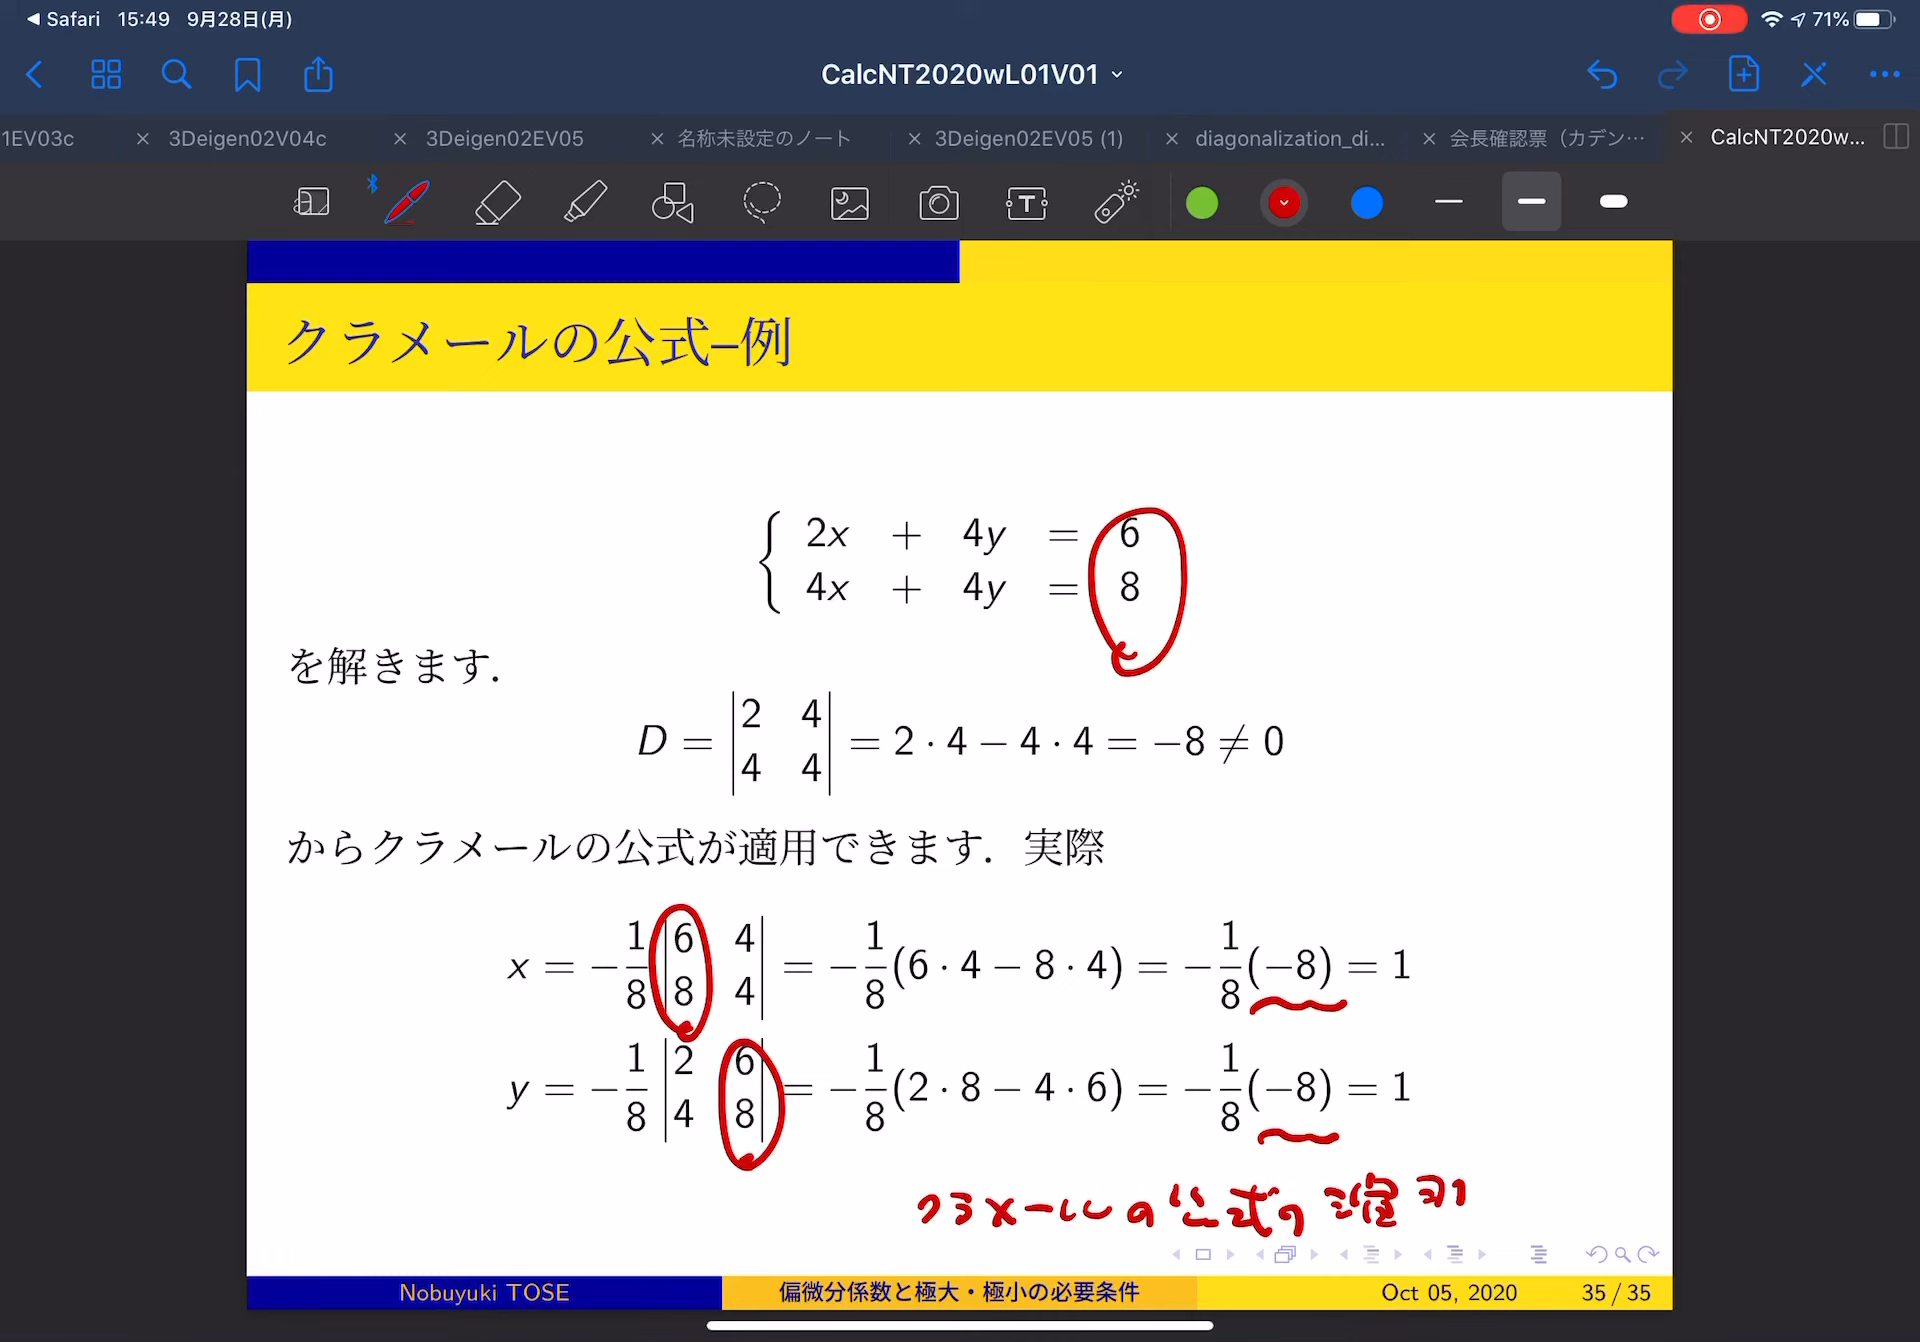 Safari 15:49 9月28日(月) 71%
CalcNT2020wL01V01
1EV03c 3Deigen02V04c 3Deigen02EV05 名称未設定のノート 3Deigen02EV05 (1) diagonalization_di... 会長確認票（カデン… CalcNT2020w...
クラメールの公式–例
2x + 4y = 6
4x + 4y = 8
を解きます.
D = |2 4; 4 4| = 2 · 4 − 4 · 4 = −8 ≠ 0
からクラメールの公式が適用できます. 実際
x = −1/8 |6 4; 8 4| = −1/8(6 · 4 − 8 · 4) = −1/8(−8) = 1
y = −1/8 |2 6; 4 8| = −1/8(2 · 8 − 4 · 6) = −1/8(−8) = 1
クラメールの公式の
Nobuyuki TOSE 偏微分係数と極大・極小の必要条件 Oct 05, 2020 35 / 35